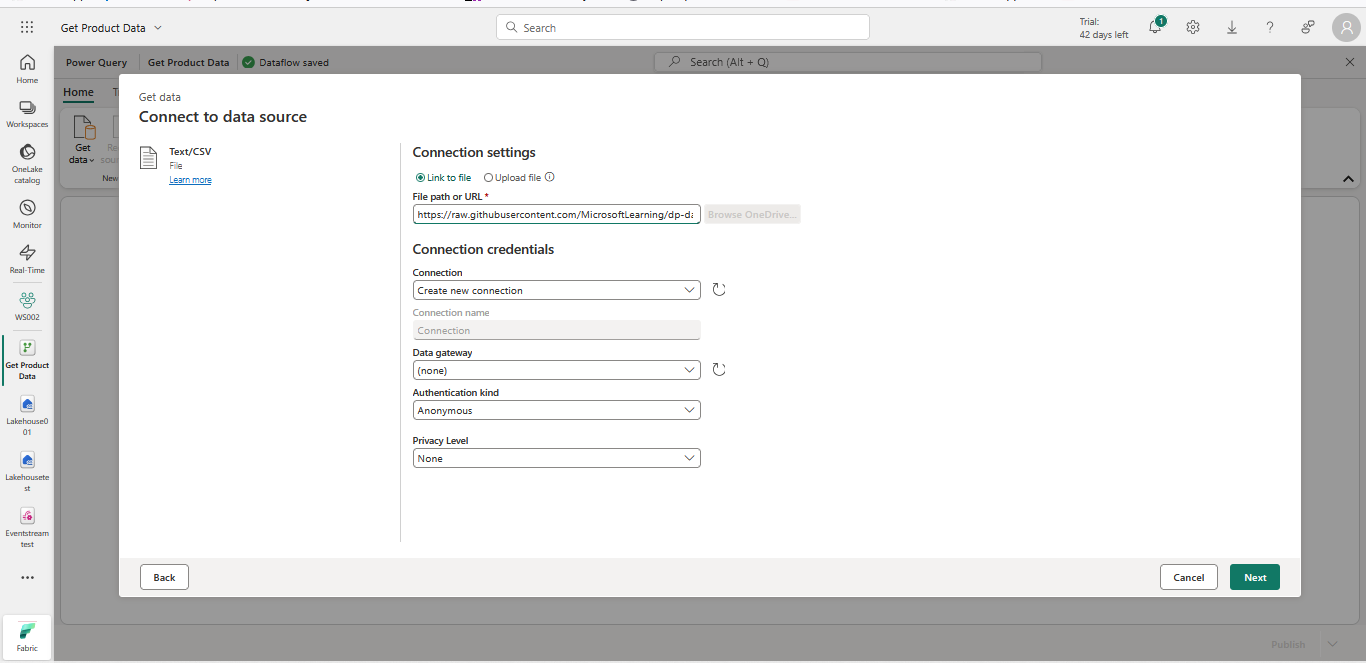 Get Product Data
Search
Trial:
42 days left
1
Home
Workspaces
OneLake
catalog
Monitor
Real-Time
WS002
Get Product
Data
Lakehouse0
01
Lakehousete
st
Eventstream
test
Fabric
Power Query
Get Product Data
Dataflow saved
Search (Alt + Q)
Home
Get
data
New
Get data
Connect to data source
Text/CSV
File
Learn more
Connection settings
Link to file
Upload file
File path or URL *
https://raw.githubusercontent.com/MicrosoftLearning/dp-da
Browse OneDrive...
Connection credentials
Connection
Create new connection
Connection name
Connection
Data gateway
(none)
Authentication kind
Anonymous
Privacy Level
None
Back
Cancel
Next
Publish